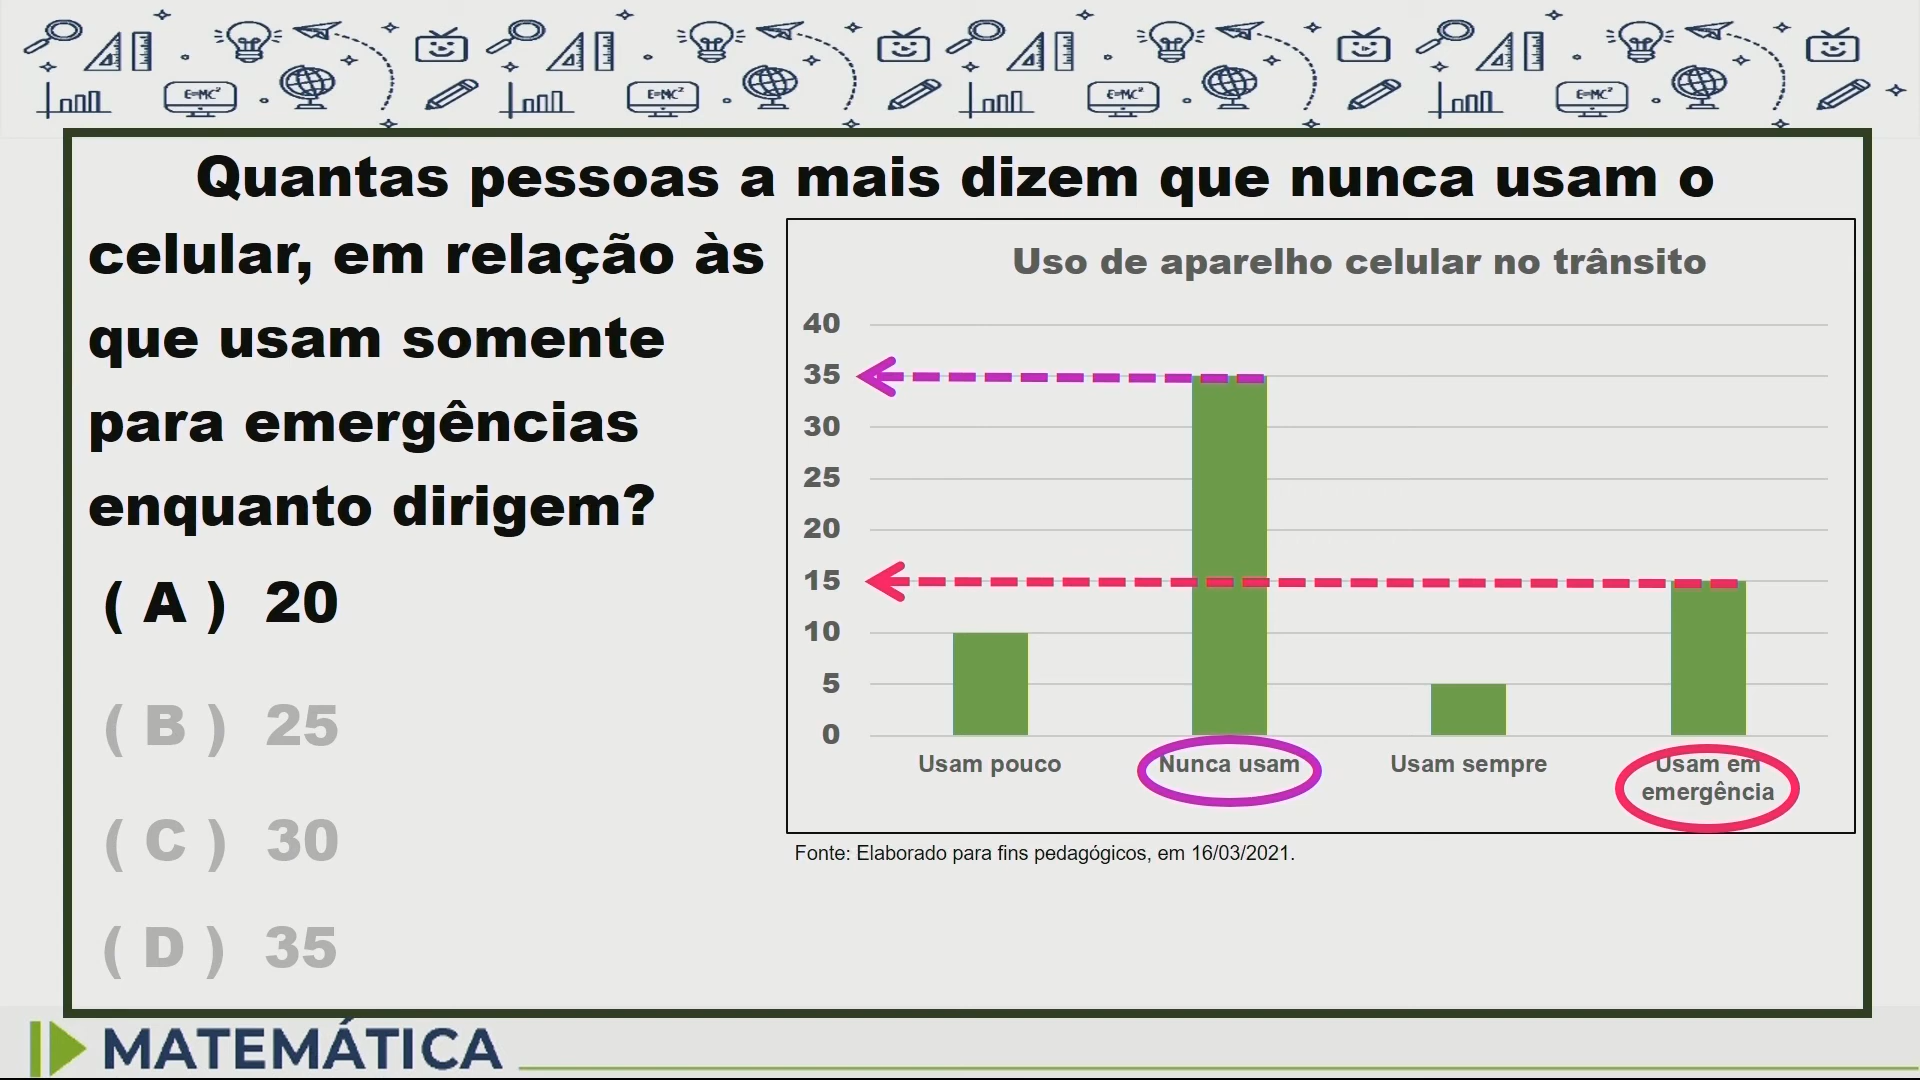 E=MC²
E=MC²
E=MC²
E=MC²
Quantas pessoas a mais dizem que nunca usam o
celular, em relação às
que usam somente
para emergências
enquanto dirigem?
( A ) 20
( B ) 25
( C ) 30
( D ) 35
Uso de aparelho celular no trânsito
40
35
30
25
20
15
10
5
0
Usam pouco
Nunca usam
Usam sempre
Usam em
emergência
Fonte: Elaborado para fins pedagógicos, em 16/03/2021.
MATEMÁTICA